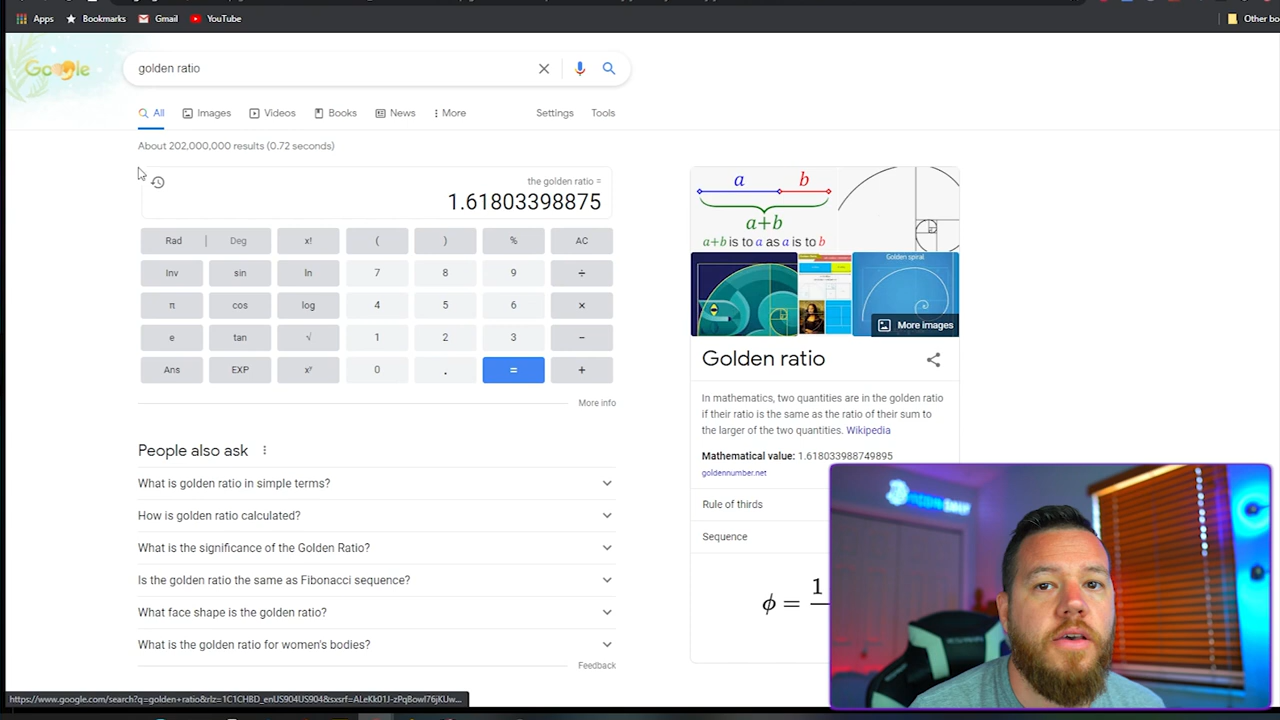 Apps Bookmarks Gmail YouTube Other bo
Google golden ratio
All Images Videos Books News More Settings Tools
About 202,000,000 results (0.72 seconds)
the golden ratio =
1.61803398875
Rad Deg x! ( ) % AC
Inv sin ln 7 8 9 ÷
π cos log 4 5 6 ×
e tan √ 1 2 3 −
Ans EXP xʸ 0 . = +
More info
People also ask
What is golden ratio in simple terms?
How is golden ratio calculated?
What is the significance of the Golden Ratio?
Is the golden ratio the same as Fibonacci sequence?
What face shape is the golden ratio?
What is the golden ratio for women's bodies?
Feedback
a b
a+b
a+b is to a as a is to b
Golden spiral
More images
Golden ratio
In mathematics, two quantities are in the golden ratio
if their ratio is the same as the ratio of their sum to
the larger of the two quantities. Wikipedia
Mathematical value: 1.618033988749895
goldennumber.net
Rule of thirds
Sequence
ϕ = 1